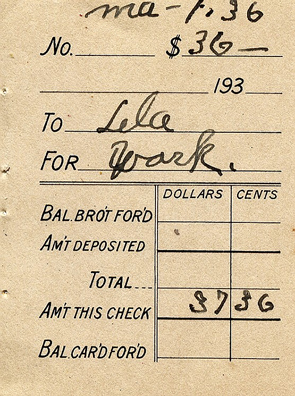 ma-1, 36
No. $ 36 —
193
To Lela
FOR Work.
DOLLARS CENTS
BAL. BRO'T FOR'D
AM'T DEPOSITED
TOTAL
AM'T THIS CHECK 37 36
BAL. CAR'D FOR'D